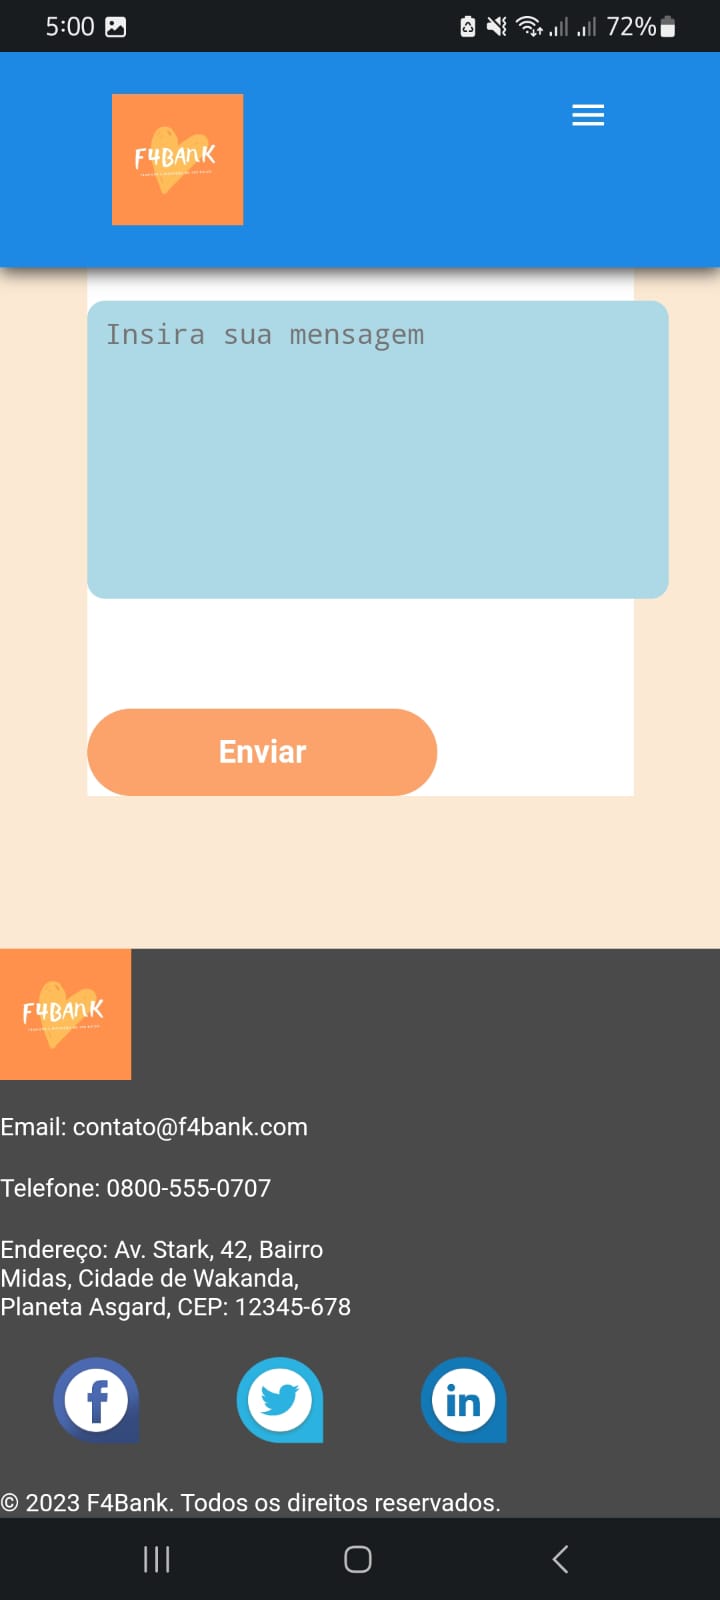 5:00
72%
F4BANK
Insira sua mensagem
Enviar
F4BANK
Email: contato@f4bank.com
Telefone: 0800-555-0707
Endereço: Av. Stark, 42, Bairro
Midas, Cidade de Wakanda,
Planeta Asgard, CEP: 12345-678
f
in
© 2023 F4Bank. Todos os direitos reservados.